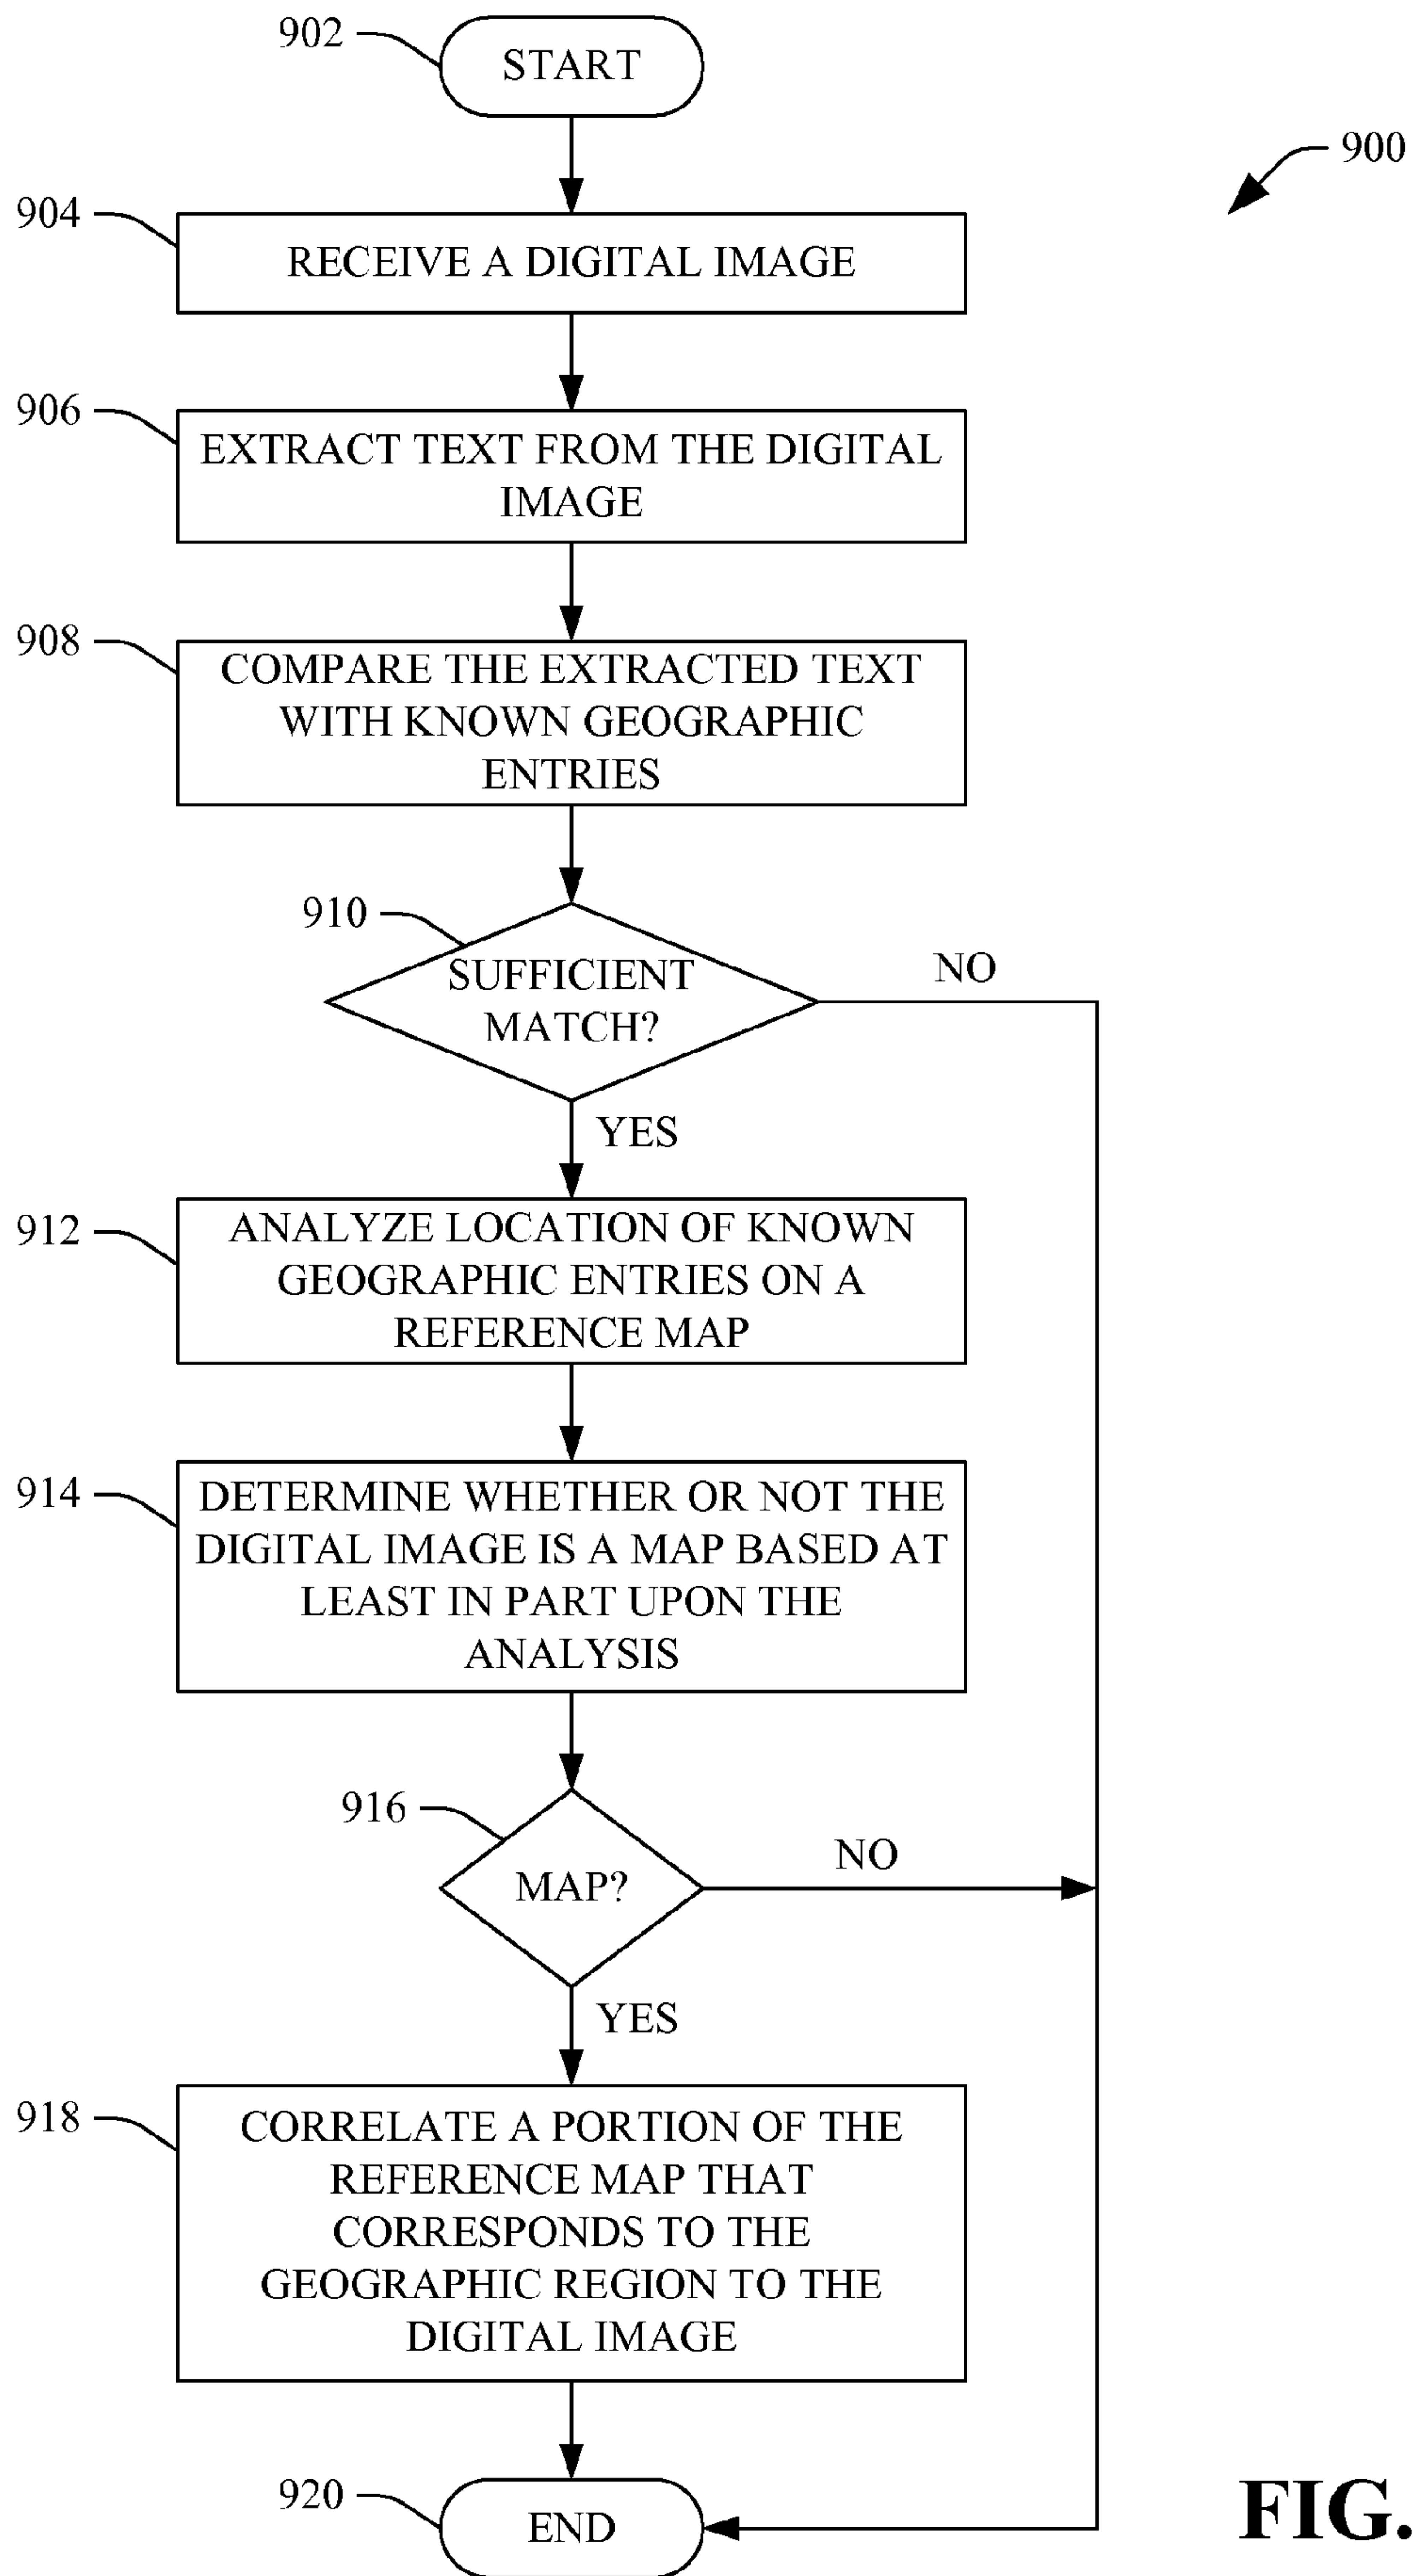 902
START
900
904
RECEIVE A DIGITAL IMAGE
906
EXTRACT TEXT FROM THE DIGITAL
IMAGE
908
COMPARE THE EXTRACTED TEXT
WITH KNOWN GEOGRAPHIC
ENTRIES
910
SUFFICIENT
MATCH?
NO
YES
912
ANALYZE LOCATION OF KNOWN
GEOGRAPHIC ENTRIES ON A
REFERENCE MAP
914
DETERMINE WHETHER OR NOT THE
DIGITAL IMAGE IS A MAP BASED AT
LEAST IN PART UPON THE
ANALYSIS
916
MAP?
NO
YES
918
CORRELATE A PORTION OF THE
REFERENCE MAP THAT
CORRESPONDS TO THE
GEOGRAPHIC REGION TO THE
DIGITAL IMAGE
920
END
FIG.